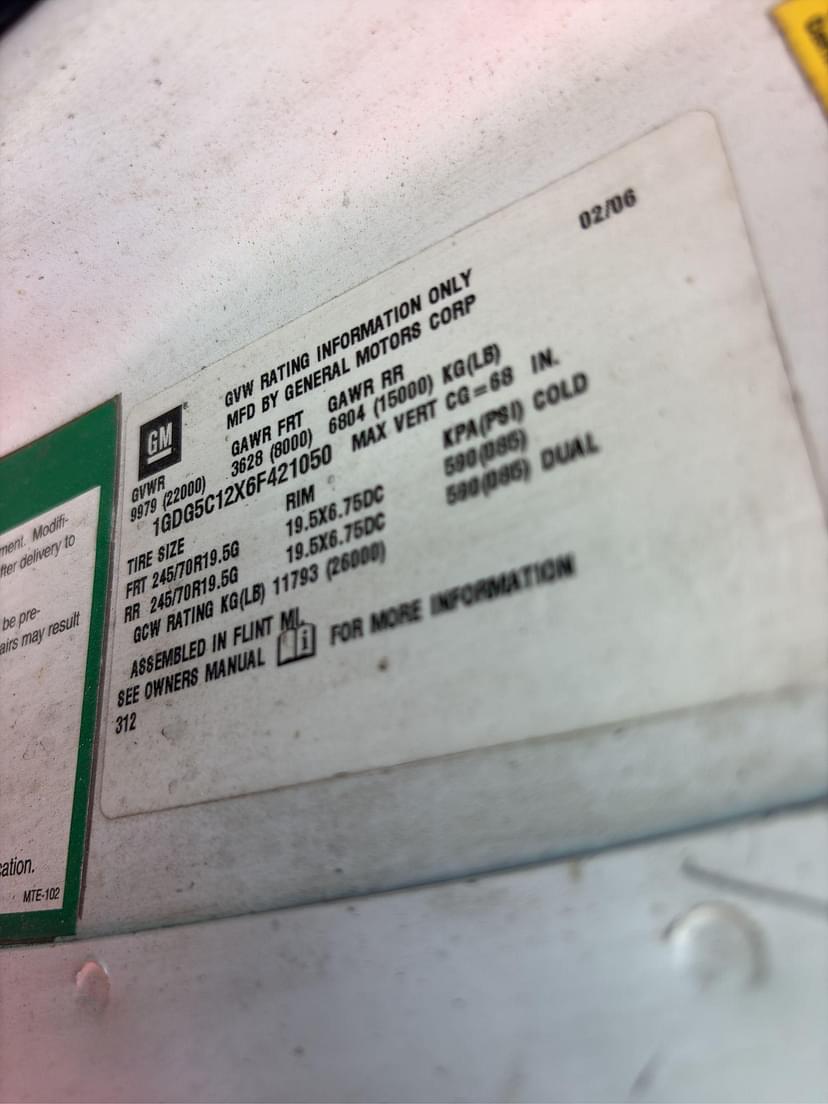 02/06
GVW RATING INFORMATION ONLY
MFD BY GENERAL MOTORS CORP
GM
GVWR GAWR FRT GAWR RR
9979 (22000) 3628 (8000) 6804 (15000) KG(LB)
1GDG5C12X6F421050 MAX VERT CG=68 IN.
TIRE SIZE RIM KPA(PSI) COLD
FRT 245/70R19.5G 19.5X6.75DC 590(085)
RR 245/70R19.5G 19.5X6.75DC 590(085) DUAL
GCW RATING KG(LB) 11793 (26000)
ASSEMBLED IN FLINT MI.
SEE OWNERS MANUAL i FOR MORE INFORMATION
312
ment. Modifi-
fter delivery to
be pre-
airs may result
cation.
MTE-102